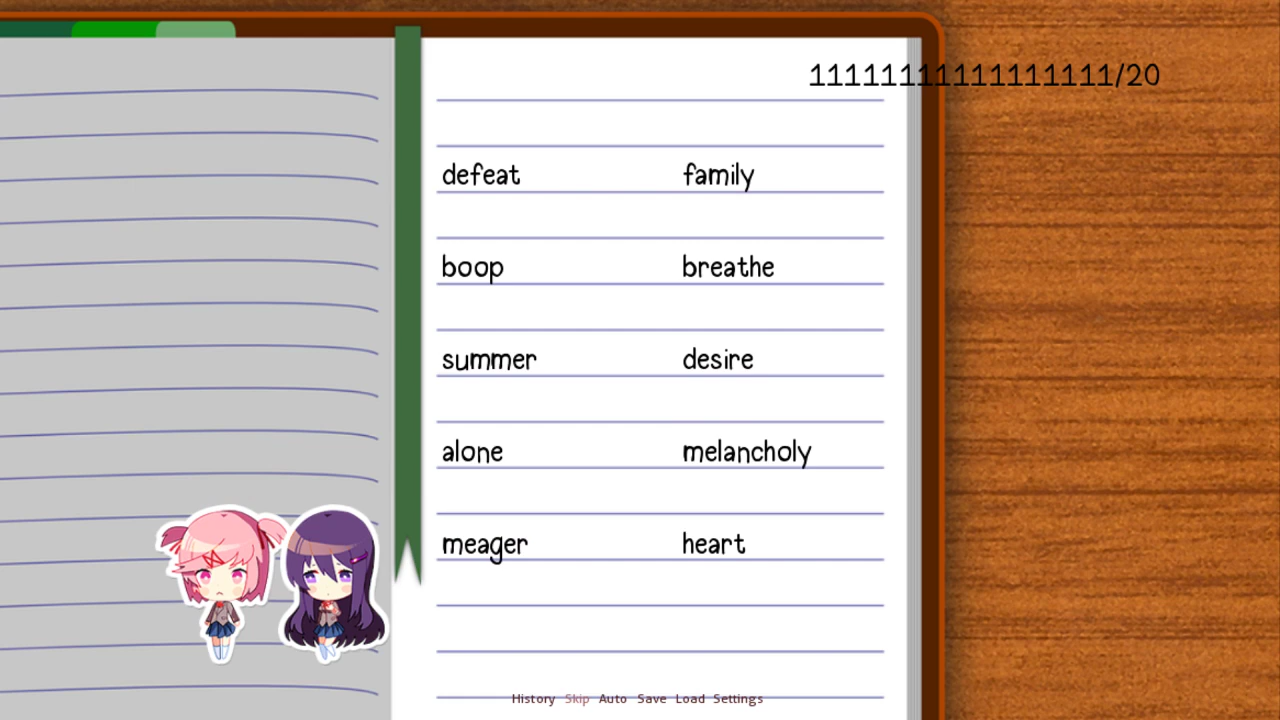 11111111111111111/20
defeat family
boop breathe
summer desire
alone melancholy
meager heart
History Skip Auto Save Load Settings